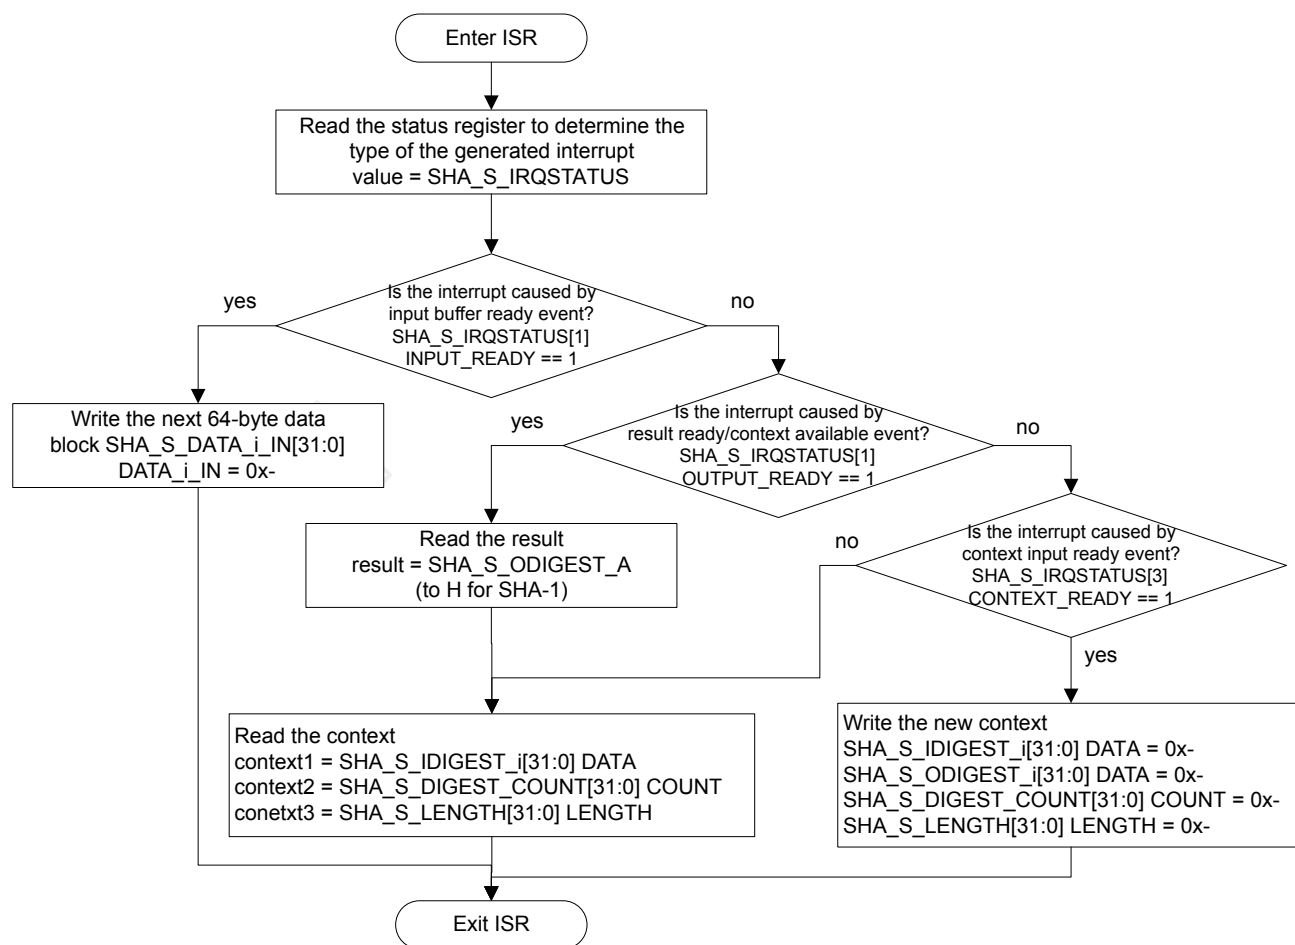 Enter ISR
Read the status register to determine the
type of the generated interrupt
value = SHA_S_IRQSTATUS
Is the interrupt caused by
input buffer ready event?
SHA_S_IRQSTATUS[1]
INPUT_READY == 1
yes
no
Write the next 64-byte data
block SHA_S_DATA_i_IN[31:0]
DATA_i_IN = 0x-
Is the interrupt caused by
result ready/context available event?
SHA_S_IRQSTATUS[1]
OUTPUT_READY == 1
yes
no
Read the result
result = SHA_S_ODIGEST_A
(to H for SHA-1)
Is the interrupt caused by
context input ready event?
SHA_S_IRQSTATUS[3]
CONTEXT_READY == 1
no
yes
Read the context
context1 = SHA_S_IDIGEST_i[31:0] DATA
context2 = SHA_S_DIGEST_COUNT[31:0] COUNT
conetxt3 = SHA_S_LENGTH[31:0] LENGTH
Write the new context
SHA_S_IDIGEST_i[31:0] DATA = 0x-
SHA_S_ODIGEST_i[31:0] DATA = 0x-
SHA_S_DIGEST_COUNT[31:0] COUNT = 0x-
SHA_S_LENGTH[31:0] LENGTH = 0x-
Exit ISR